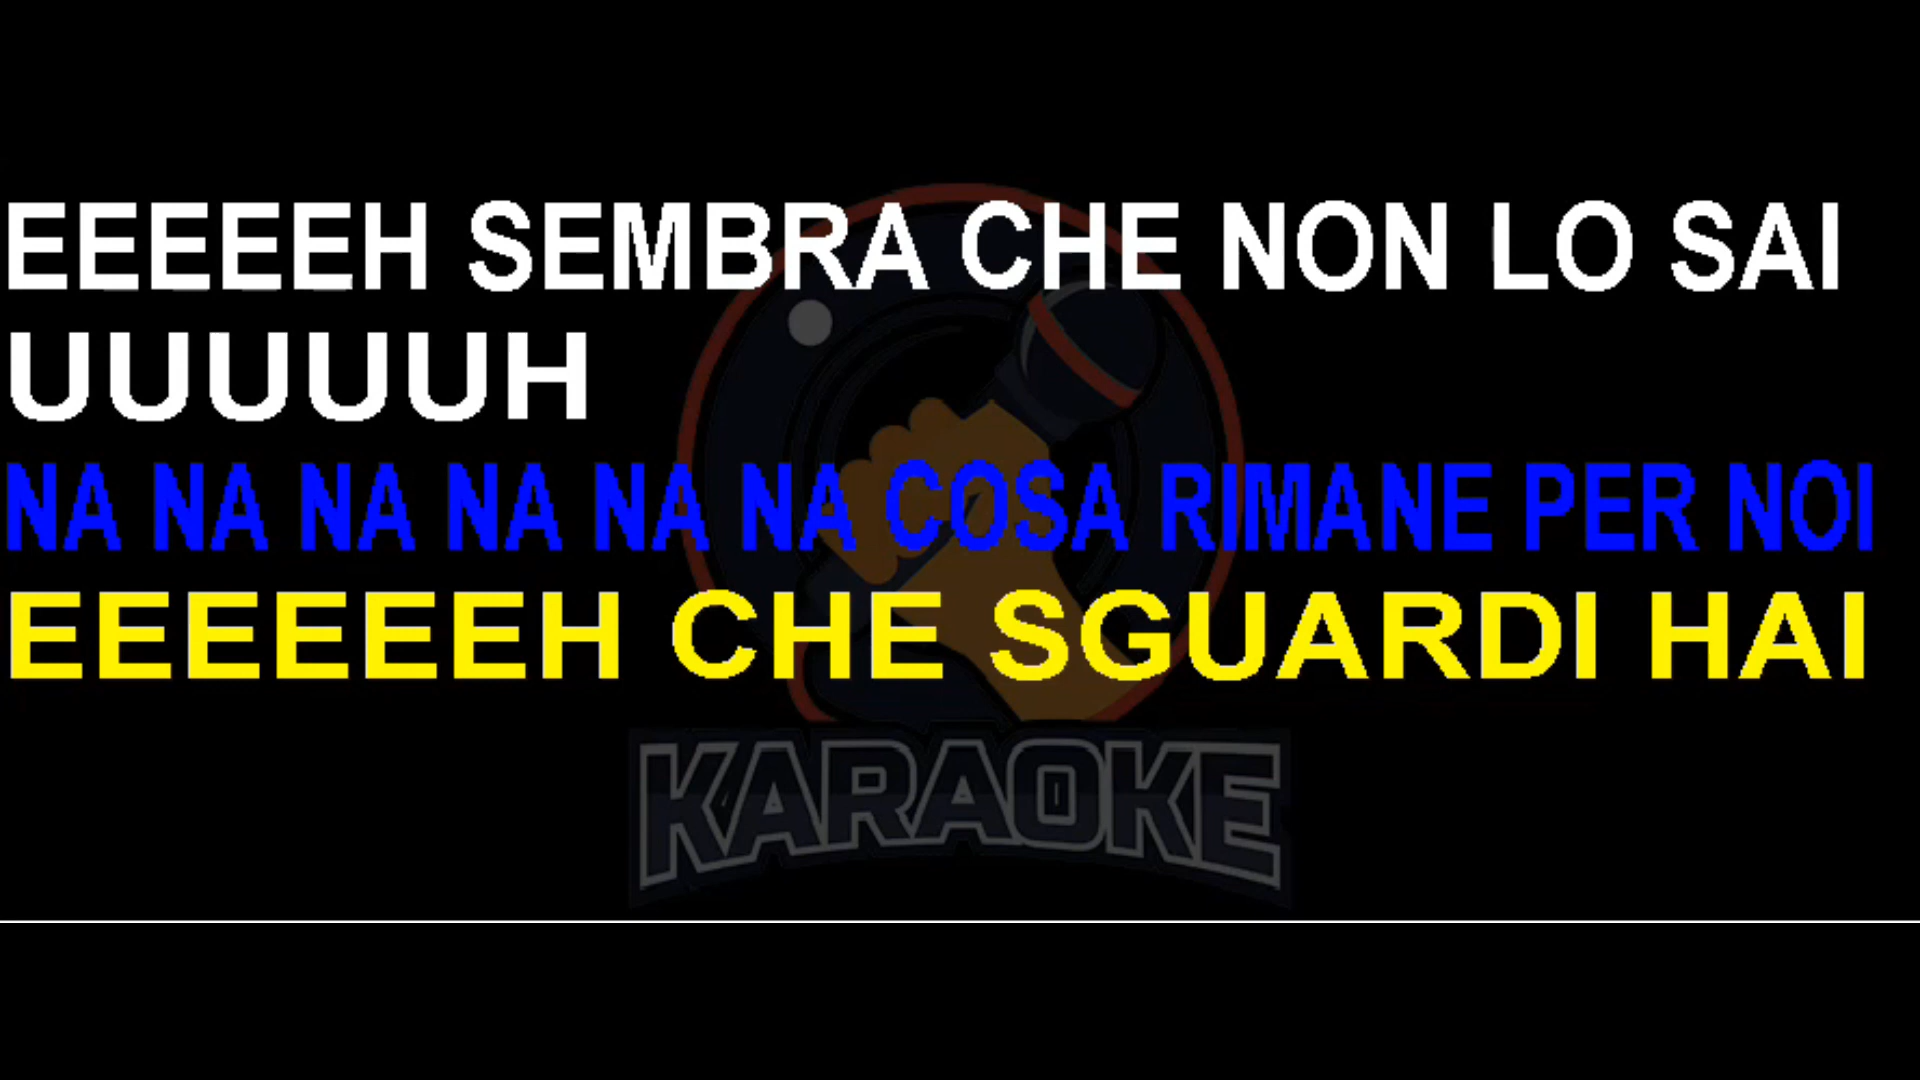 EEEEEH SEMBRA CHE NON LO SAI
UUUUUH
NA NA NA NA NA NA COSA RIMANE PER NOI
EEEEEEH CHE SGUARDI HAI
KARAOKE